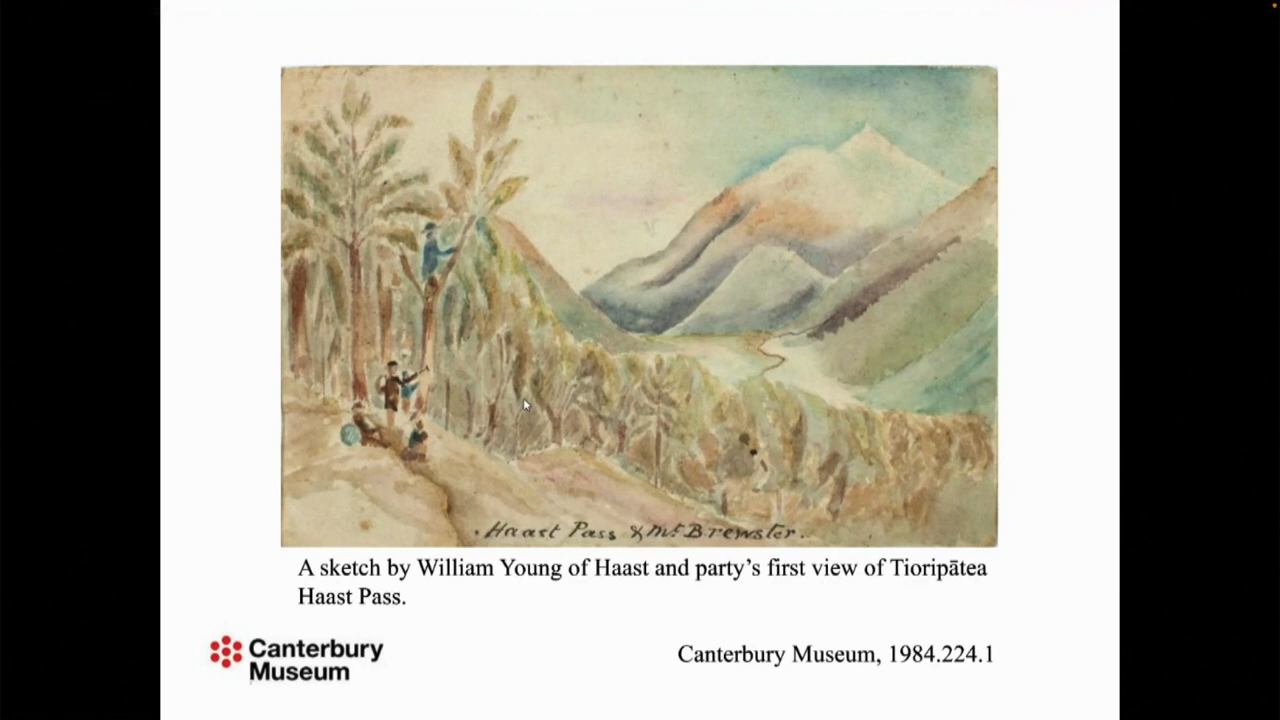 . Haast Pass & Mt Brewster.
A sketch by William Young of Haast and party’s first view of Tioripātea
Haast Pass.
Canterbury
Museum
Canterbury Museum, 1984.224.1